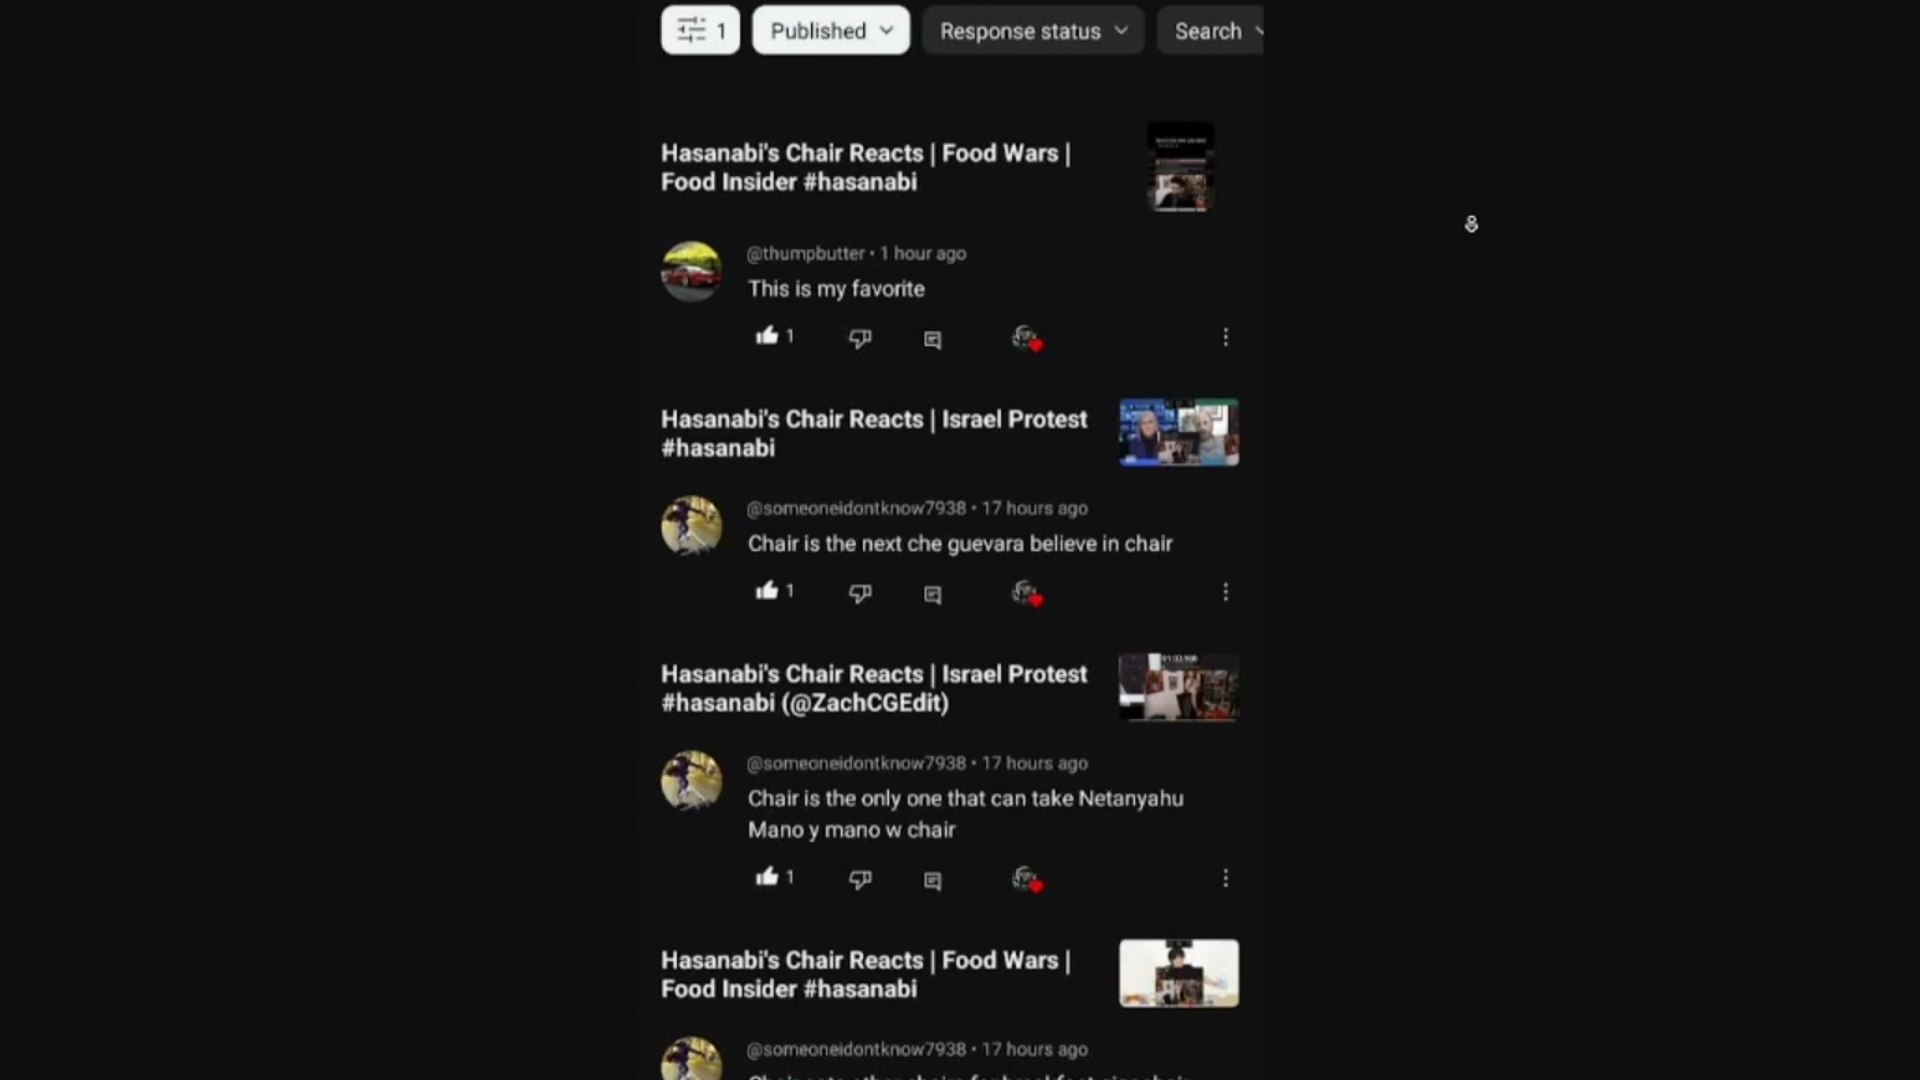 1
Published
Response status
Search
Hasanabi's Chair Reacts | Food Wars |
Food Insider #hasanabi
@thumpbutter • 1 hour ago
This is my favorite
1
Hasanabi's Chair Reacts | Israel Protest
#hasanabi
@someoneidontknow7938 • 17 hours ago
Chair is the next che guevara believe in chair
1
Hasanabi's Chair Reacts | Israel Protest
#hasanabi (@ZachCGEdit)
@someoneidontknow7938 • 17 hours ago
Chair is the only one that can take Netanyahu
Mano y mano w chair
1
Hasanabi's Chair Reacts | Food Wars |
Food Insider #hasanabi
@someoneidontknow7938 • 17 hours ago